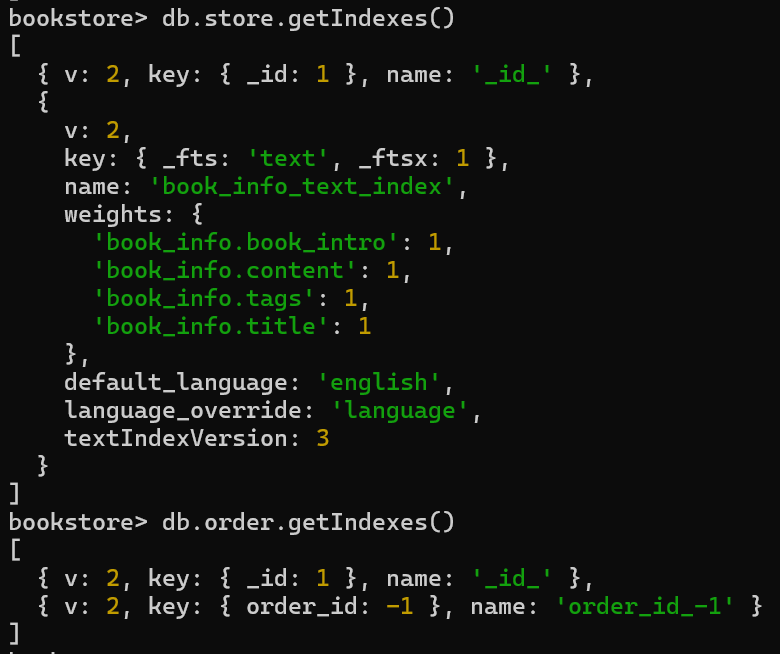 bookstore> db.store.getIndexes()
[
  { v: 2, key: { _id: 1 }, name: '_id_' },
  {
    v: 2,
    key: { _fts: 'text', _ftsx: 1 },
    name: 'book_info_text_index',
    weights: {
      'book_info.book_intro': 1,
      'book_info.content': 1,
      'book_info.tags': 1,
      'book_info.title': 1
    },
    default_language: 'english',
    language_override: 'language',
    textIndexVersion: 3
  }
]
bookstore> db.order.getIndexes()
[
  { v: 2, key: { _id: 1 }, name: '_id_' },
  { v: 2, key: { order_id: -1 }, name: 'order_id_-1' }
]